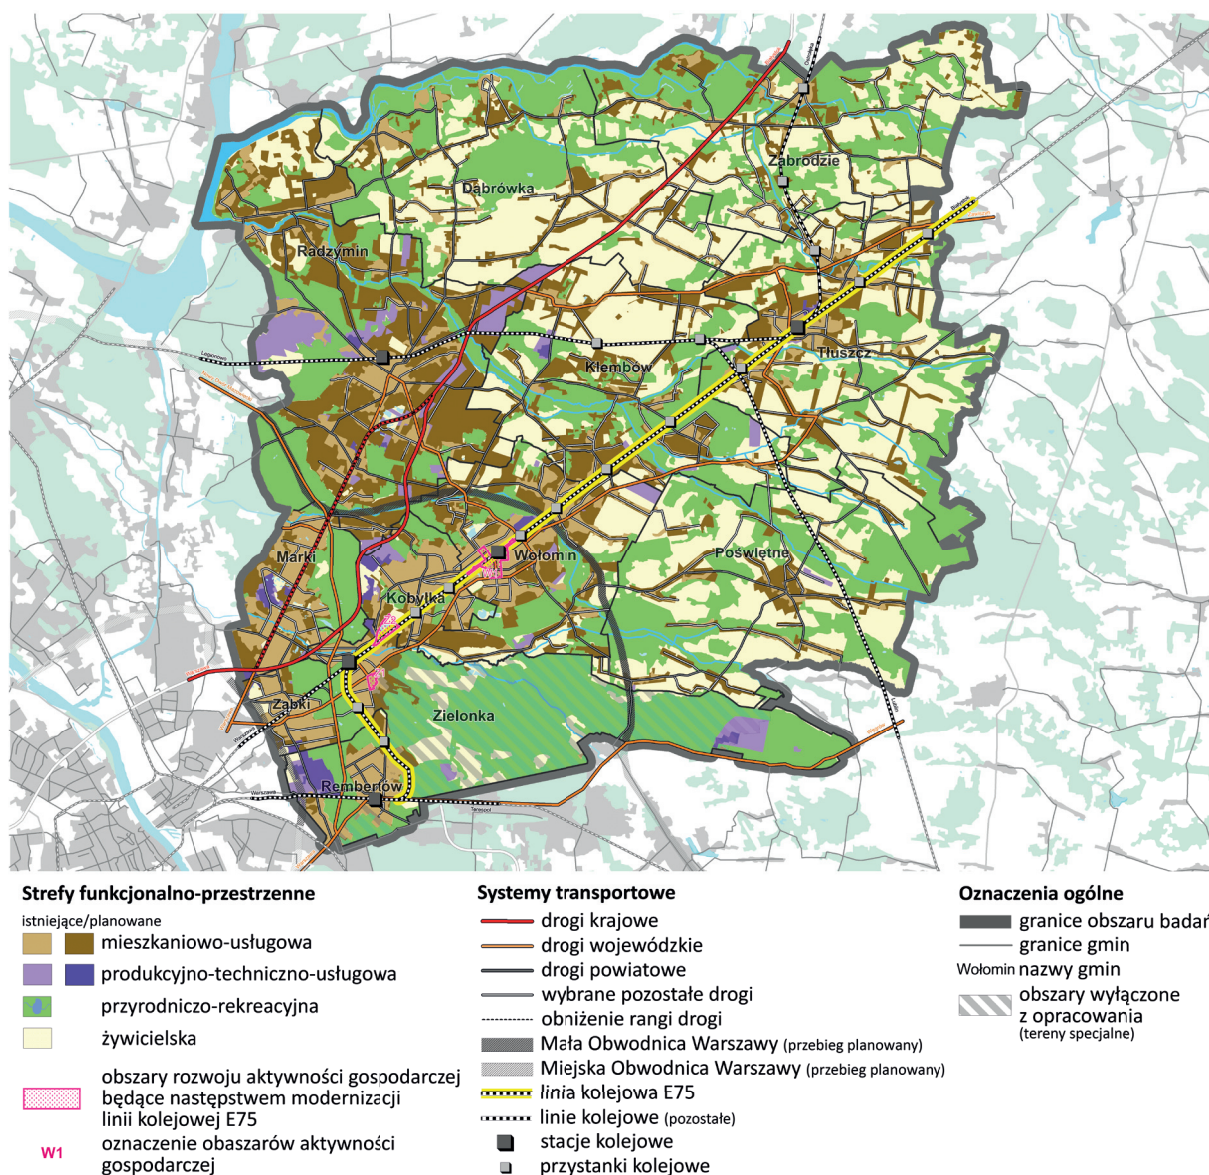 Zabrodzie
Dąbrówka
Radzymin
Legionowo
Tłuszcz
Klembów
Marki
Wołomin
Poświętne
Kobyłka
Ząbki
Zielonka
Warszawa
Rembertów
Warszawa
Tarespol
Strefy funkcjonalno-przestrzenne
istniejące/planowane
mieszkaniowo-usługowa
produkcyjno-techniczno-usługowa
przyrodniczo-rekreacyjna
żywicielska
obszary rozwoju aktywności gospodarczej
będące następstwem modernizacji
linii kolejowej E75
W1 oznaczenie obaszarów aktywności
gospodarczej
Systemy transportowe
drogi krajowe
drogi wojewódzkie
drogi powiatowe
wybrane pozostałe drogi
obniżenie rangi drogi
Mała Obwodnica Warszawy (przebieg planowany)
Miejska Obwodnica Warszawy (przebieg planowany)
linia kolejowa E75
linie kolejowe (pozostałe)
stacje kolejowe
przystanki kolejowe
Oznaczenia ogólne
granice obszaru badań
granice gmin
Wołomin nazwy gmin
obszary wyłączone
z opracowania
(tereny specjalne)